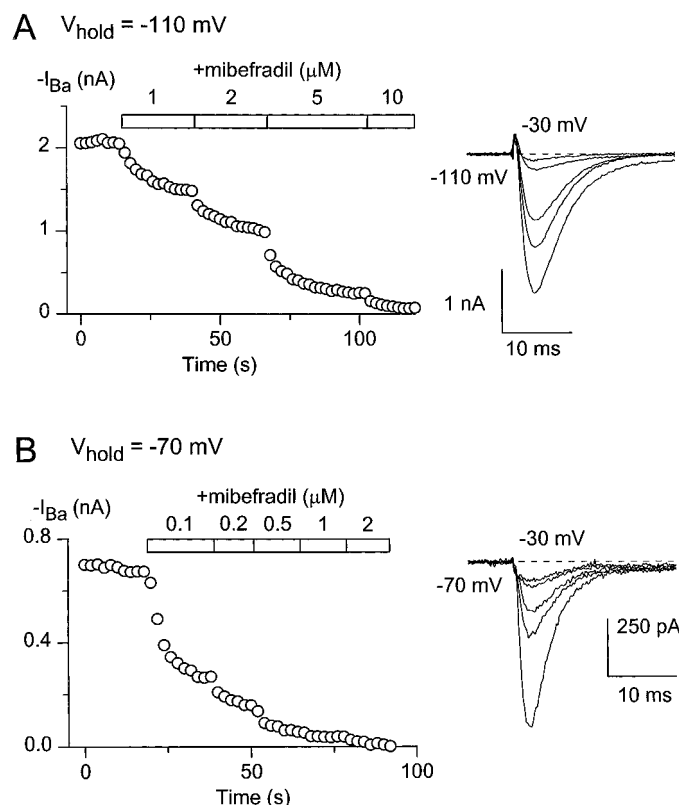 A V_hold = -110 mV
-I_Ba (nA)
+mibefradil (μM)
1 2 5 10
2
1
0
0 50 100
Time (s)
-30 mV
-110 mV
1 nA
10 ms
B V_hold = -70 mV
-I_Ba (nA)
+mibefradil (μM)
0.1 0.2 0.5 1 2
0.8
0.4
0.0
0 50 100
Time (s)
-30 mV
-70 mV
250 pA
10 ms